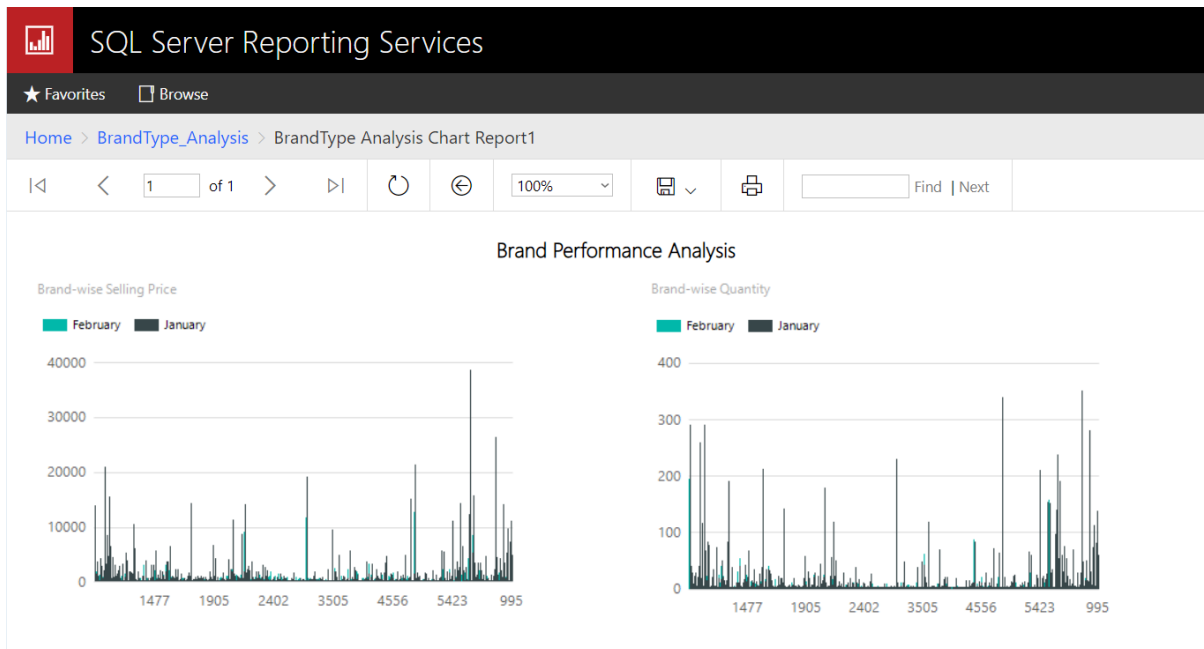 SQL Server Reporting Services
Favorites Browse
Home > BrandType_Analysis > BrandType Analysis Chart Report1
1 of 1 100% Find | Next
Brand Performance Analysis
Brand-wise Selling Price
February January
40000
30000
20000
10000
0
1477 1905 2402 3505 4556 5423 995
Brand-wise Quantity
February January
400
300
200
100
0
1477 1905 2402 3505 4556 5423 995